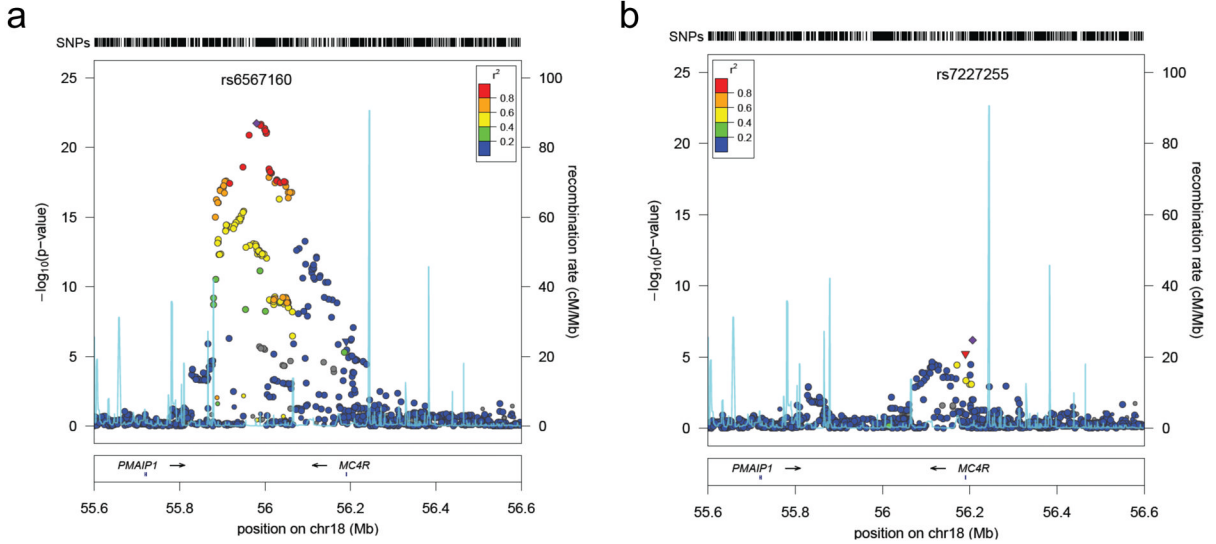 a
SNPs
rs6567160
r2
0.8
0.6
0.4
0.2
25
20
15
10
5
0
−log10(p−value)
100
80
60
40
20
0
recombination rate (cM/Mb)
PMAIP1 → ← MC4R
55.6 55.8 56 56.2 56.4 56.6
position on chr18 (Mb)
b
SNPs
rs7227255
r2
0.8
0.6
0.4
0.2
25
20
15
10
5
0
−log10(p−value)
100
80
60
40
20
0
recombination rate (cM/Mb)
PMAIP1 → ← MC4R
55.6 55.8 56 56.2 56.4 56.6
position on chr18 (Mb)